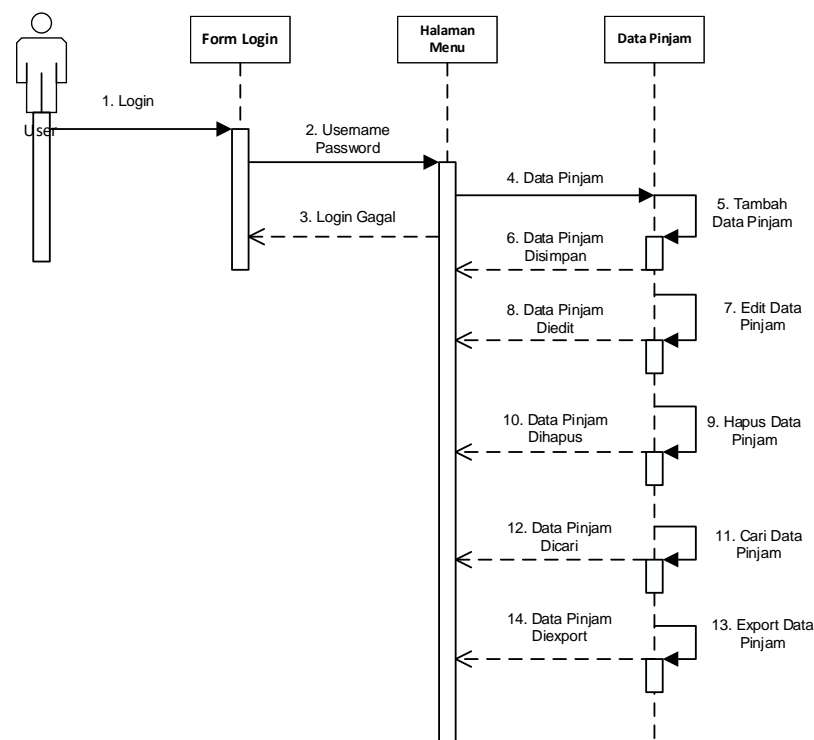 Form Login
Halaman
Menu
Data Pinjam
User
1. Login
2. Username
Password
3. Login Gagal
4. Data Pinjam
5. Tambah
Data Pinjam
6. Data Pinjam
Disimpan
7. Edit Data
Pinjam
8. Data Pinjam
Diedit
9. Hapus Data
Pinjam
10. Data Pinjam
Dihapus
11. Cari Data
Pinjam
12. Data Pinjam
Dicari
13. Export Data
Pinjam
14. Data Pinjam
Diexport